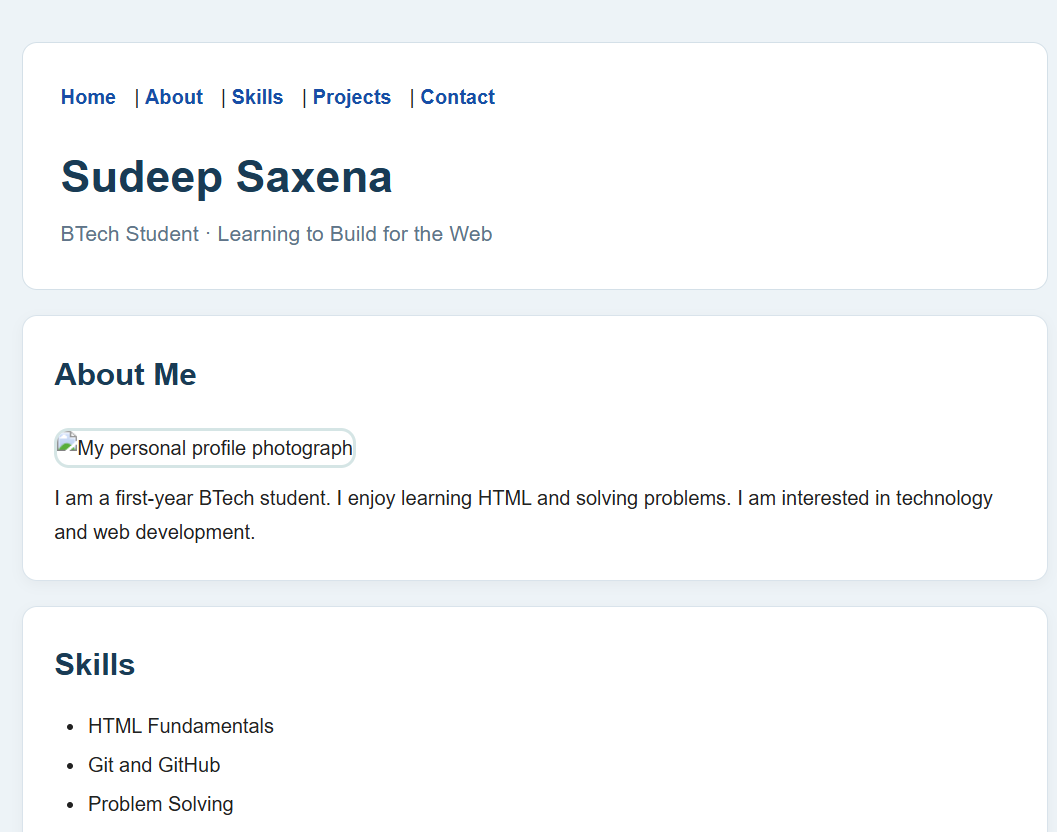 Home | About | Skills | Projects | Contact
Sudeep Saxena
BTech Student · Learning to Build for the Web
About Me
My personal profile photograph
I am a first-year BTech student. I enjoy learning HTML and solving problems. I am interested in technology
and web development.
Skills
• HTML Fundamentals
• Git and GitHub
• Problem Solving